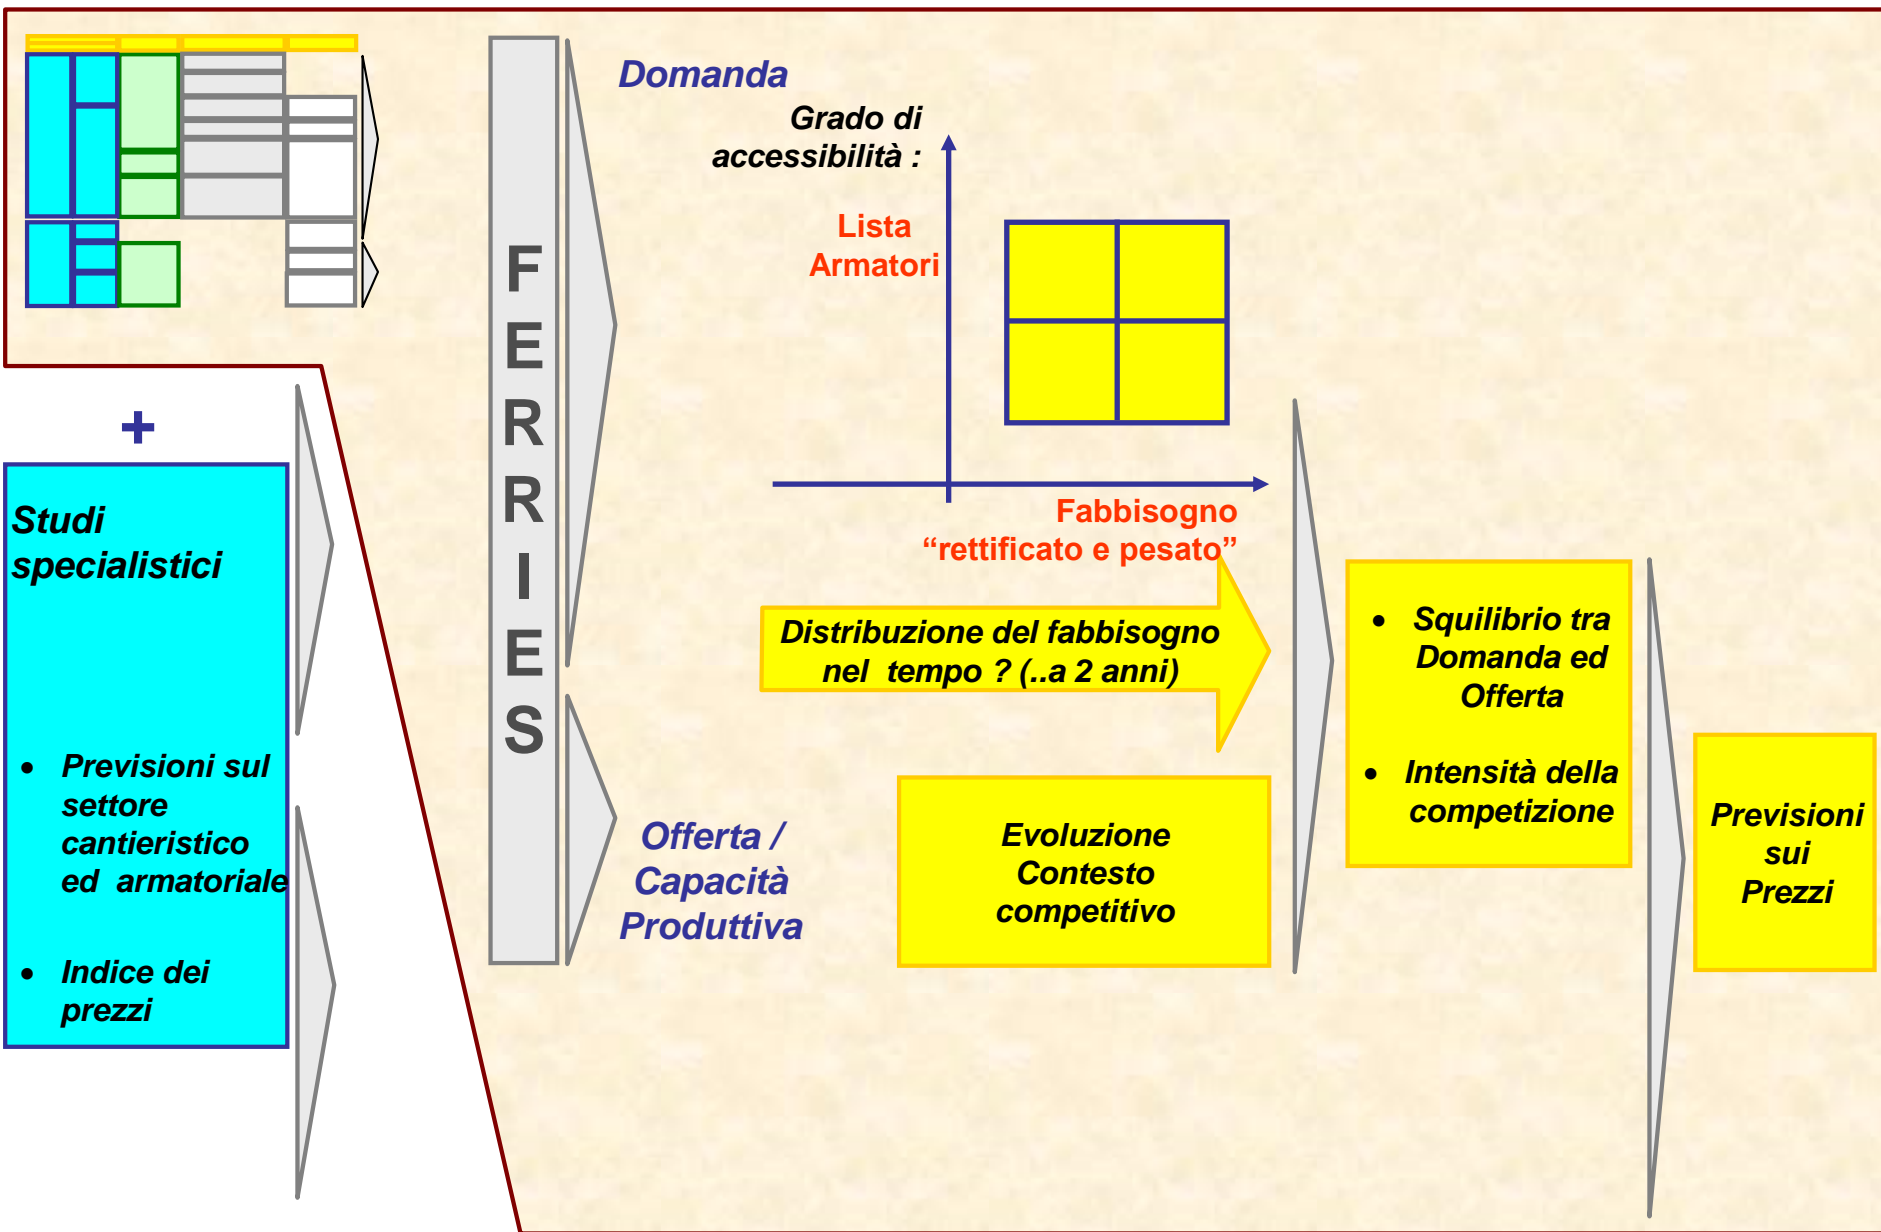 +
Studi
specialistici
• Previsioni sul
settore
cantieristico
ed armatoriale
• Indice dei
prezzi
F
E
R
R
I
E
S
Domanda
Grado di
accessibilità :
Lista
Armatori
Fabbisogno
“rettificato e pesato”
Distribuzione del fabbisogno
nel tempo ? (..a 2 anni)
Offerta /
Capacità
Produttiva
Evoluzione
Contesto
competitivo
• Squilibrio tra
Domanda ed
Offerta
• Intensità della
competizione
Previsioni
sui
Prezzi